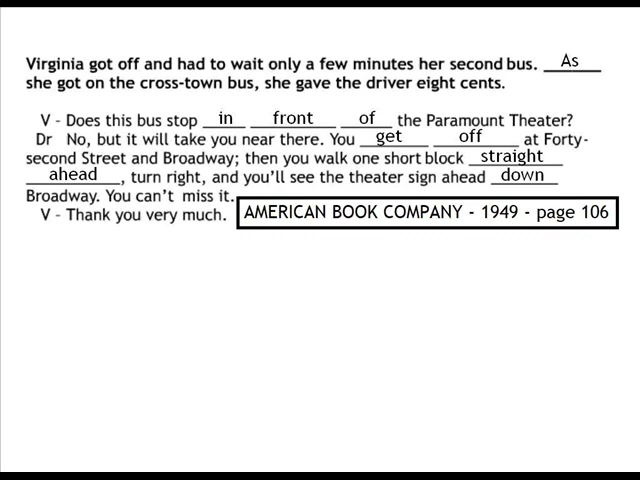 Virginia got off and had to wait only a few minutes her second bus. As
she got on the cross-town bus, she gave the driver eight cents.
V - Does this bus stop in front of the Paramount Theater?
Dr No, but it will take you near there. You get off at Forty-
second Street and Broadway; then you walk one short block straight
ahead, turn right, and you'll see the theater sign ahead down
Broadway. You can't miss it.
V - Thank you very much.
AMERICAN BOOK COMPANY - 1949 - page 106